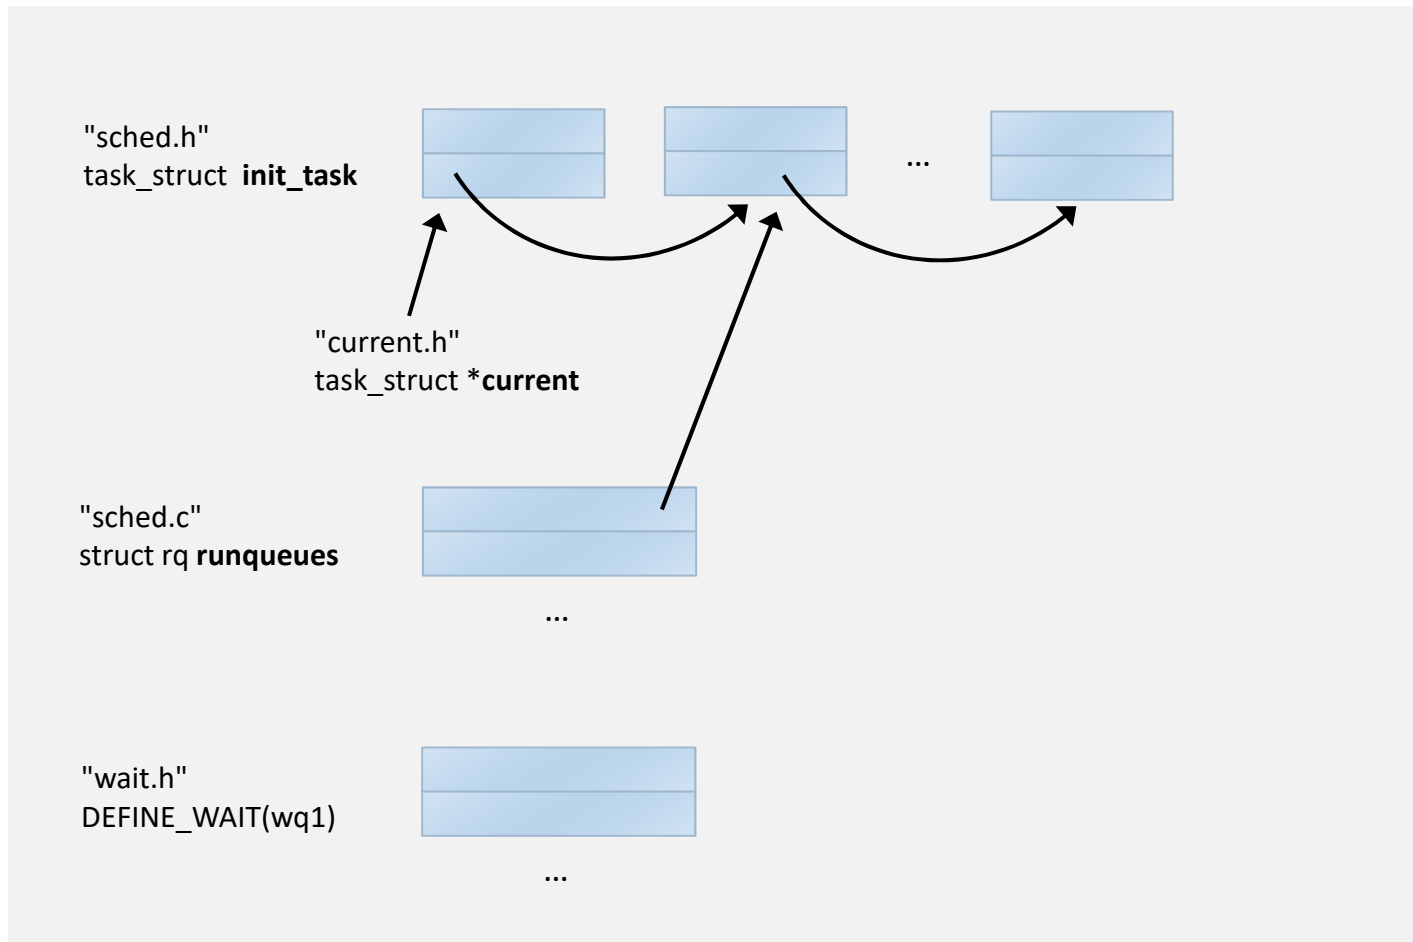 "sched.h"
task_struct  init_task
...
"current.h"
task_struct *current
"sched.c"
struct rq runqueues
...
"wait.h"
DEFINE_WAIT(wq1)
...